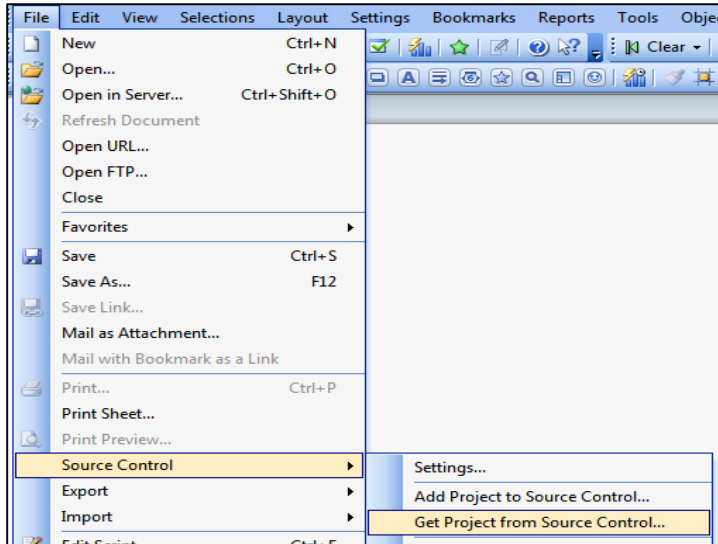 File Edit View Selections Layout Settings Bookmarks Reports Tools Obje
New Ctrl+N
Clear
Open... Ctrl+O
A
Open in Server... Ctrl+Shift+O
Refresh Document
Open URL...
Open FTP...
Close
Favorites
Save Ctrl+S
Save As... F12
Save Link...
Mail as Attachment...
Mail with Bookmark as a Link
Print... Ctrl+P
Print Sheet...
Print Preview...
Source Control
Settings...
Export
Add Project to Source Control...
Import
Get Project from Source Control...
Edit Script